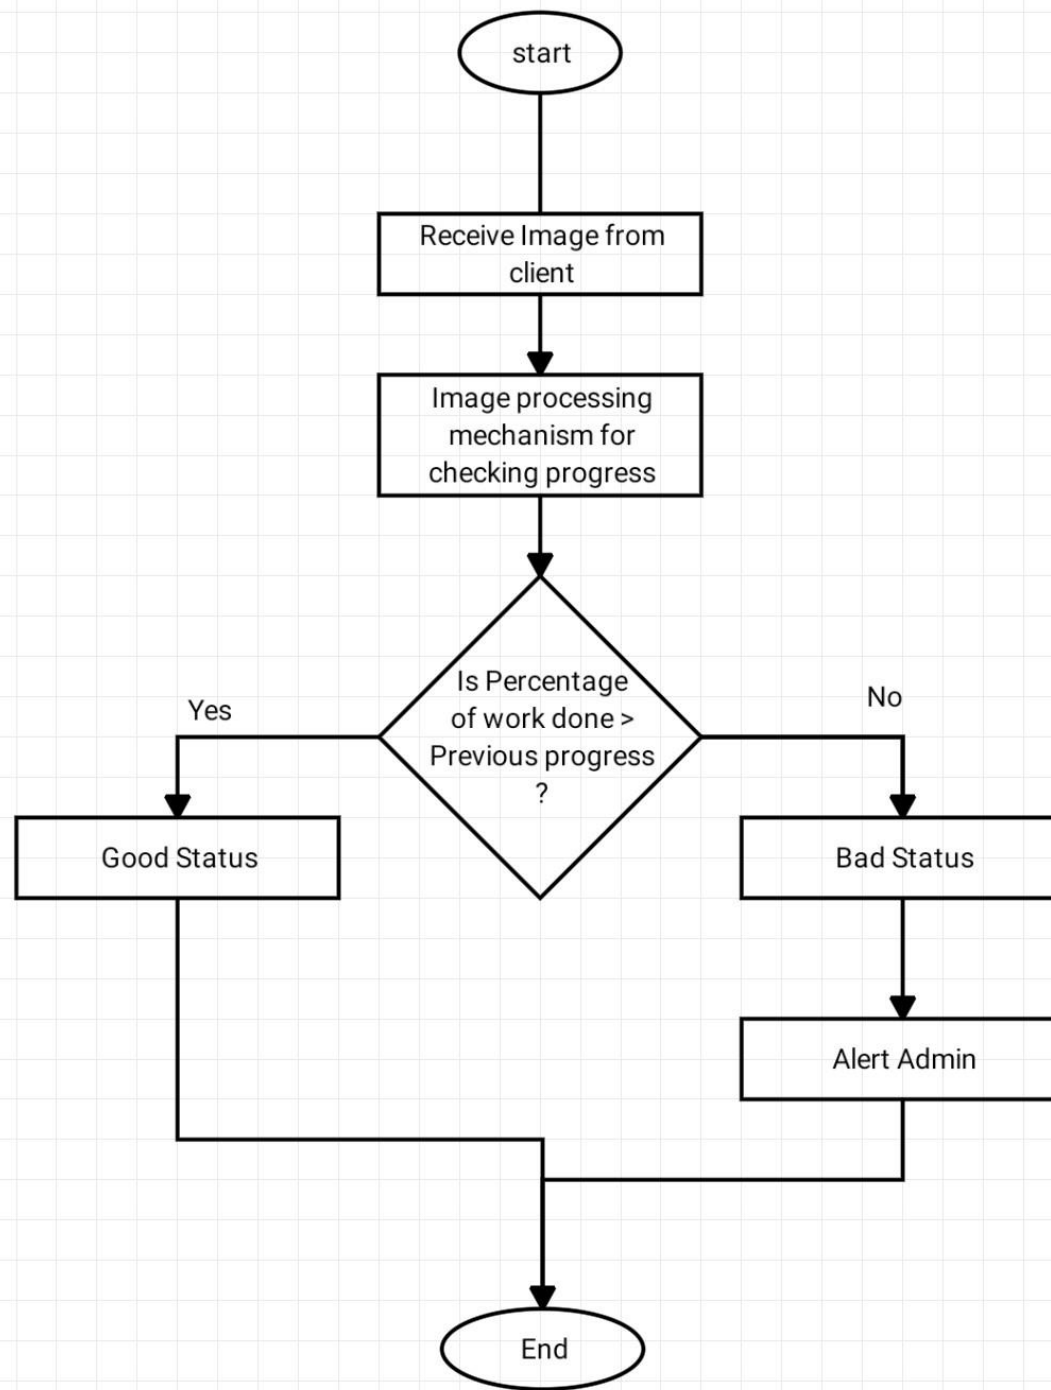 start
Receive Image from
client
Image processing
mechanism for
checking progress
Is Percentage
of work done >
Previous progress
?
Yes
No
Good Status
Bad Status
Alert Admin
End